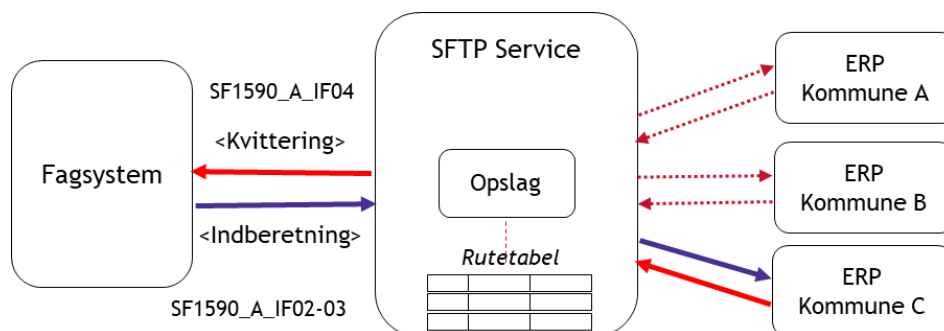 SFTP Service
SF1590_A_IF04
<Kvittering>
Fagsystem
<Indberetning>
SF1590_A_IF02-03
Opslag
Rutetabel
ERP
Kommune A
ERP
Kommune B
ERP
Kommune C